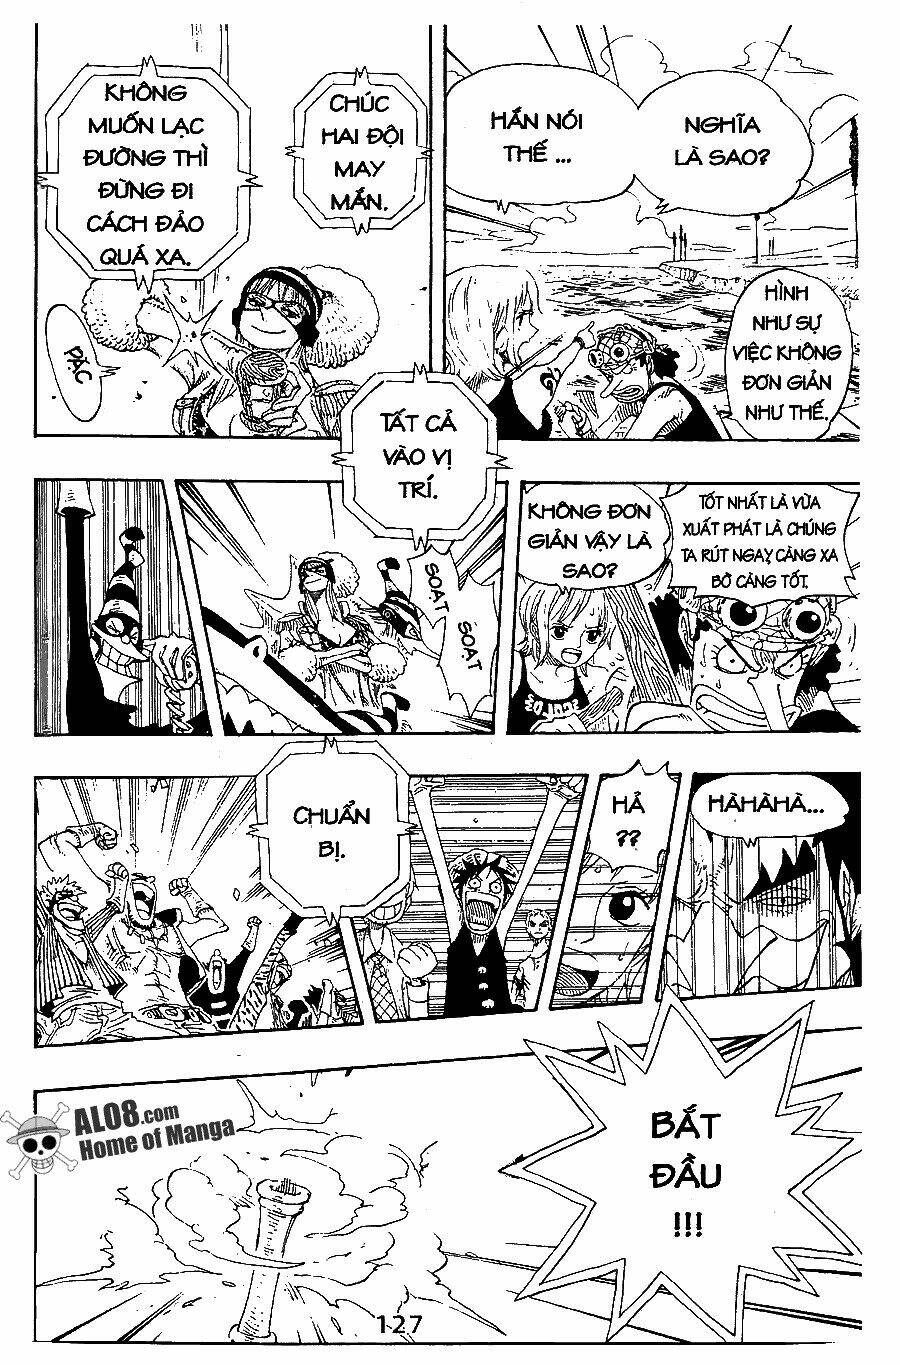 NGHĨA
LÀ SAO?
HẮN NÓI
THẾ ...
HÌNH
NHƯ SỰ
VIỆC KHÔNG
ĐƠN GIẢN
NHƯ THẾ.
CHÚC
HAI ĐỘI
MAY
MẮN.
KHÔNG
MUỐN LẠC
ĐƯỜNG THÌ
ĐỪNG ĐI
CÁCH ĐẢO
QUÁ XA.
PẶC
TỐT NHẤT LÀ VỪA
XUẤT PHÁT LÀ CHÚNG
TA RÚT NGAY, CÀNG XA
BỜ CÀNG TỐT.
KHÔNG ĐƠN
GIẢN VẬY LÀ
SAO?
TẤT CẢ
VÀO VỊ
TRÍ.
SOẠT
SOẠT
HÀHÀHÀ...
HẢ
??
CHUẨN
BỊ.
BẮT
ĐẦU
!!!
AL08.com
Home of Manga
127